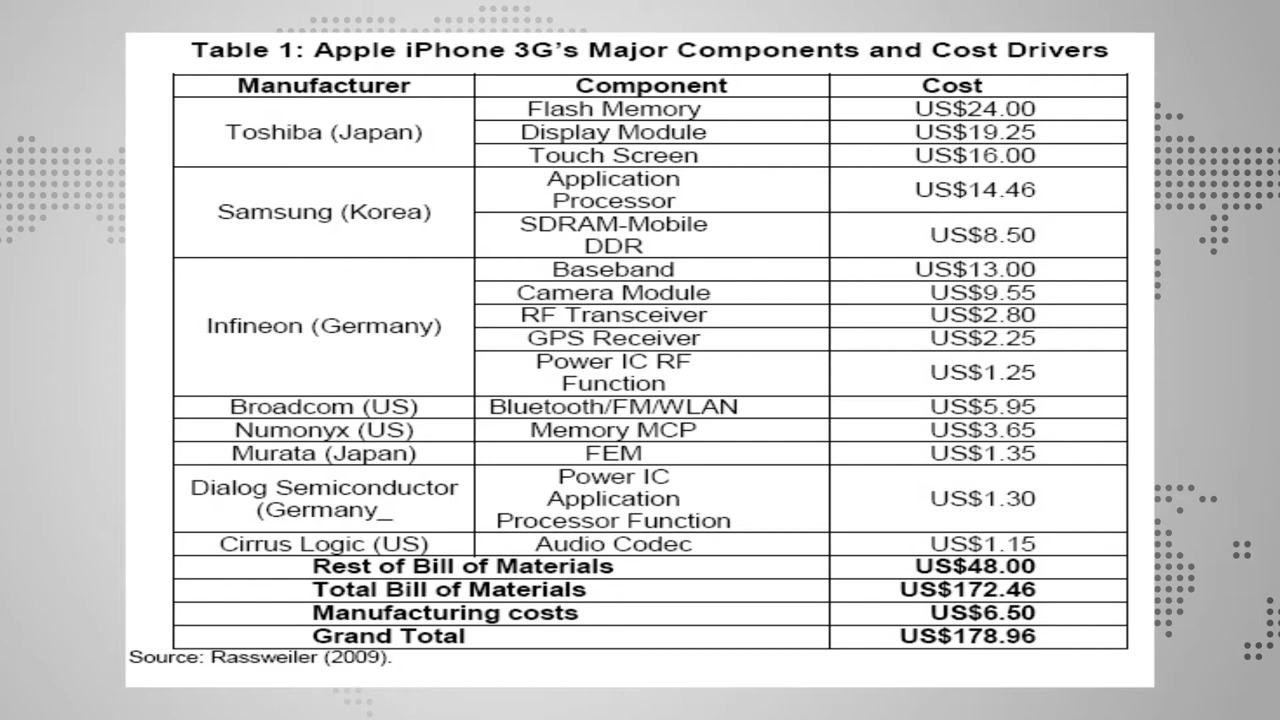 Table 1: Apple iPhone 3G's Major Components and Cost Drivers
Manufacturer Component Cost
Toshiba (Japan) Flash Memory US$24.00
Display Module US$19.25
Touch Screen US$16.00
Samsung (Korea) Application Processor US$14.46
SDRAM-Mobile DDR US$8.50
Infineon (Germany) Baseband US$13.00
Camera Module US$9.55
RF Transceiver US$2.80
GPS Receiver US$2.25
Power IC RF Function US$1.25
Broadcom (US) Bluetooth/FM/WLAN US$5.95
Numonyx (US) Memory MCP US$3.65
Murata (Japan) FEM US$1.35
Dialog Semiconductor (Germany_ Power IC Application Processor Function US$1.30
Cirrus Logic (US) Audio Codec US$1.15
Rest of Bill of Materials US$48.00
Total Bill of Materials US$172.46
Manufacturing costs US$6.50
Grand Total US$178.96
Source: Rassweiler (2009).